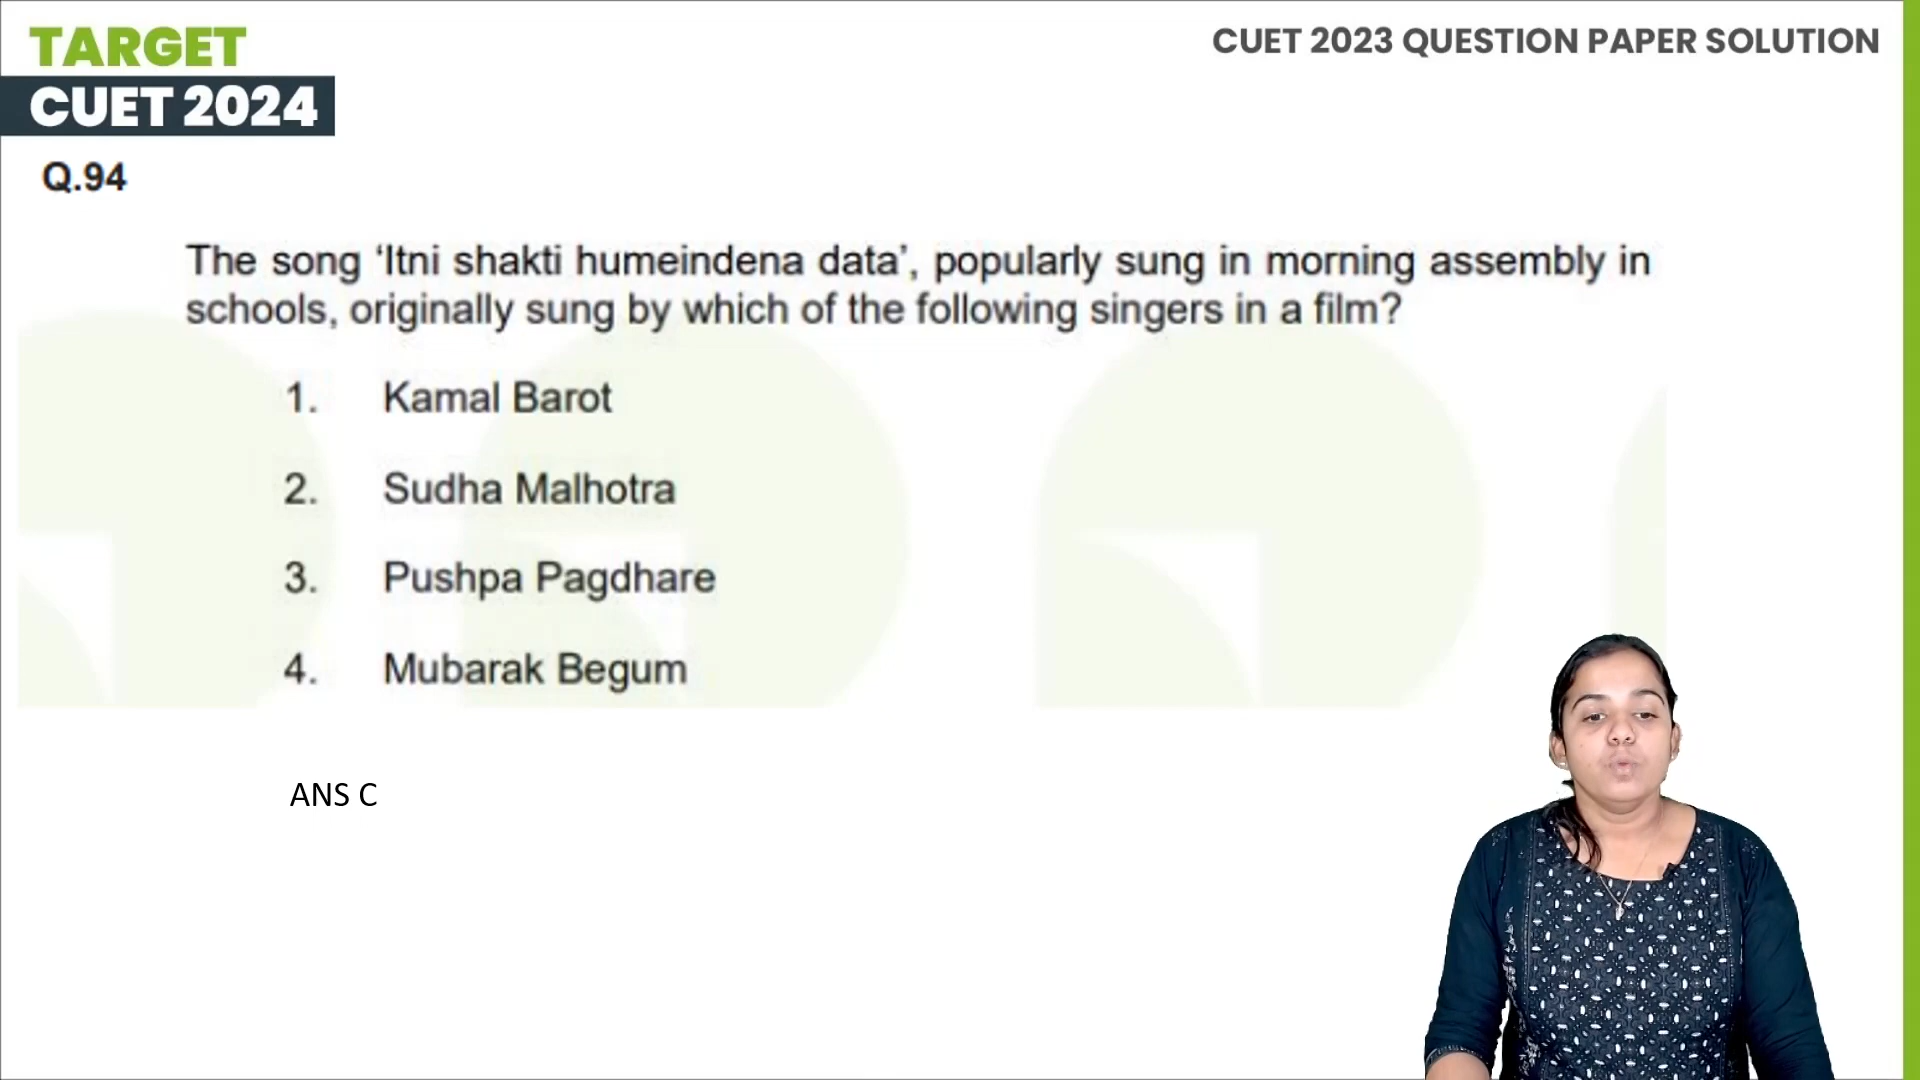 TARGET
CUET 2024
CUET 2023 QUESTION PAPER SOLUTION
Q.94
The song ‘Itni shakti humeindena data’, popularly sung in morning assembly in
schools, originally sung by which of the following singers in a film?
1. Kamal Barot
2. Sudha Malhotra
3. Pushpa Pagdhare
4. Mubarak Begum
ANS C